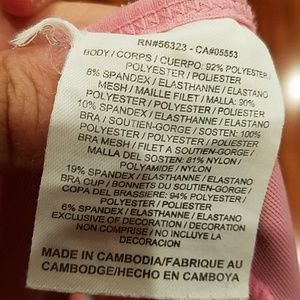 RN#56323 - CA#05553
BODY / CORPS / CUERPO: 92% POLYESTER /
POLYESTER / POLIESTER
8% SPANDEX / ELASTHANNE / ELASTANO
MESH / MAILLE FILET / MALLA: 90%
POLYESTER / POLYESTER / POLIESTER
10% SPANDEX / ELASTHANNE / ELASTANO
BRA / SOUTIEN-GORGE / SOSTEN: 100%
POLYESTER / POLYESTER / POLIESTER
BRA MESH / FILET A SOUTIEN-GORGE /
MALLA DEL SOSTEN: 81% NYLON /
POLYAMIDE / NYLON
19% SPANDEX / ELASTHANNE / ELASTANO
BRA CUP / BONNETS DU SOUTIEN-GORGE /
COPA DEL BRASSIERE: 94% POLYESTER /
POLYESTER / POLIESTER
6% SPANDEX / ELASTHANNE / ELASTANO
EXCLUSIVE OF DECORATION / DECORATION
NON COMPRISE / NO INCLUYE LA
DECORACION
MADE IN CAMBODIA/FABRIQUE AU
CAMBODGE/HECHO EN CAMBOYA